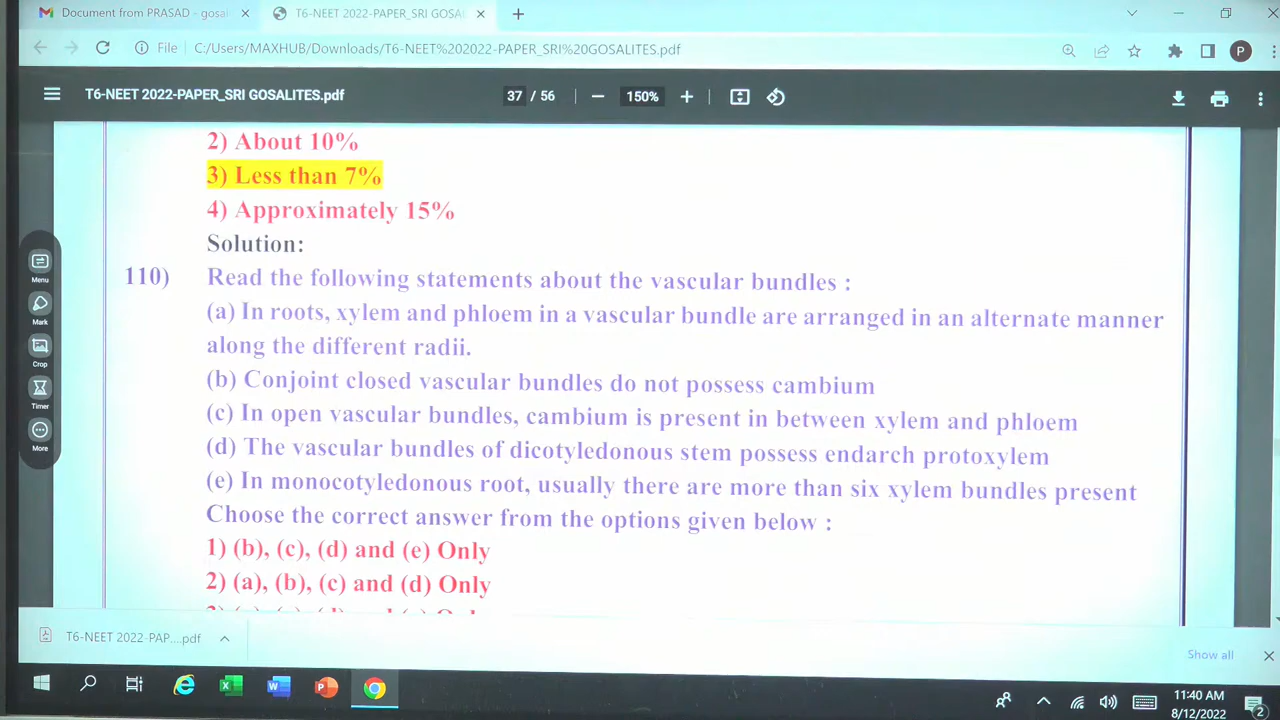 Document from PRASAD - gosai
T6-NEET 2022-PAPER_SRI GOSAL
File
C:/Users/MAXHUB/Downloads/T6-NEET%202022-PAPER_SRI%20GOSALITES.pdf
P
T6-NEET 2022-PAPER_SRI GOSALITES.pdf
37 / 56
150%
2) About 10%
3) Less than 7%
4) Approximately 15%
Solution:
110) Read the following statements about the vascular bundles :
(a) In roots, xylem and phloem in a vascular bundle are arranged in an alternate manner
along the different radii.
(b) Conjoint closed vascular bundles do not possess cambium
(c) In open vascular bundles, cambium is present in between xylem and phloem
(d) The vascular bundles of dicotyledonous stem possess endarch protoxylem
(e) In monocotyledonous root, usually there are more than six xylem bundles present
Choose the correct answer from the options given below :
1) (b), (c), (d) and (e) Only
2) (a), (b), (c) and (d) Only
Menu
Mark
Crop
Timer
More
T6-NEET 2022-PAP....pdf
Show all
11:40 AM
8/12/2022
2